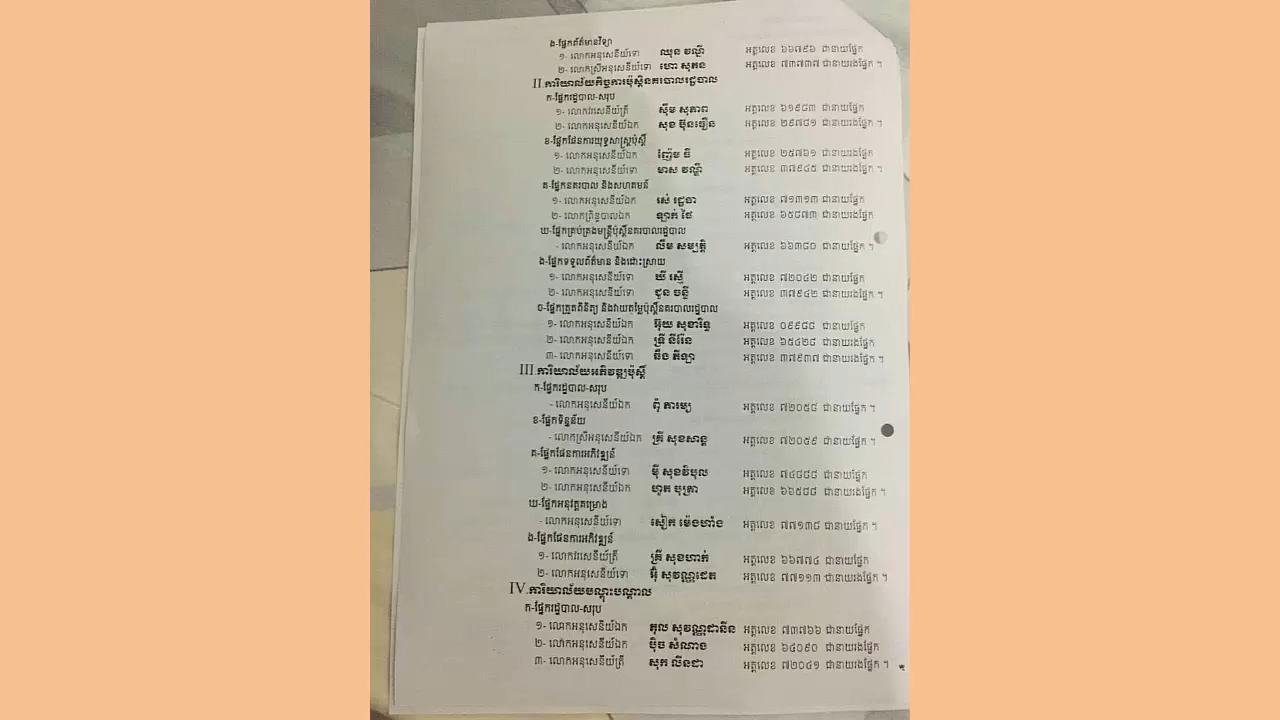 ង-ផ្នែកព័ត៌មានវិទ្យា
១- លោកអនុសេនីយ៍ទោ ឈុន វណ្ឌី អត្តលេខ ៦៦៧៩៦ ជានាយផ្នែក
២- លោកស្រីអនុសេនីយ៍ទោ ហោ សុភន អត្តលេខ ៧៣៧៣៧ ជានាយរងផ្នែក ។
II.ការិយាល័យកិច្ចការប៉ុស្តិ៍នគរបាលរដ្ឋបាល
ក-ផ្នែករដ្ឋបាល-សរុប
១- លោកវរសេនីយ៍ត្រី ស៊ឹម សុភាព អត្តលេខ ៦១៩៨៣ ជានាយផ្នែក
២- លោកអនុសេនីយ៍ឯក សុខ ប៊ុនធឿន អត្តលេខ ២៩៧៨១ ជានាយរងផ្នែក ។
ខ-ផ្នែកផែនការយុទ្ធសាស្ត្រប៉ុស្តិ៍
១- លោកអនុសេនីយ៍ឯក ញ៉ែម ធី អត្តលេខ ២៥៧៦១ ជានាយរងផ្នែក
២- លោកអនុសេនីយ៍ឯក មាស វណ្ឌី អត្តលេខ ៣៧៩៤៥ ជានាយរងផ្នែក ។
គ-ផ្នែកនគរបាល និងសហគមន៍
១- លោកអនុសេនីយ៍ឯក រស់ រដ្ឋធា អត្តលេខ ៧១៣១៣ ជានាយផ្នែក
២- លោកព្រិន្ទបាលឯក ឡាក់ ដៃ អត្តលេខ ៦៥៨៧៣ ជានាយរងផ្នែក ។
ឃ-ផ្នែកគ្រប់គ្រងមន្ត្រីប៉ុស្តិ៍នគរបាលរដ្ឋបាល
- លោកអនុសេនីយ៍ឯក លឹម សម្បត្តិ អត្តលេខ ៦៦៣៨០ ជានាយផ្នែក ។
ង-ផ្នែកទទួលព័ត៌មាន និងដោះស្រាយ
១- លោកអនុសេនីយ៍ទោ ឃី រស្មី អត្តលេខ ៧២០៤២ ជានាយផ្នែក
២- លោកអនុសេនីយ៍ទោ ជួន ចន្ធី អត្តលេខ ៣៧៩៤២ ជានាយរងផ្នែក ។
ច-ផ្នែកត្រួតពិនិត្យ និងវាយតម្លៃប៉ុស្តិ៍នគរបាលរដ្ឋបាល
១- លោកអនុសេនីយ៍ឯក អ៊ុយ សុខារិទ្ធ អត្តលេខ ០៩៩៨៨ ជានាយផ្នែក
២- លោកអនុសេនីយ៍ឯក ទ្រី នីរ៉ែន អត្តលេខ ៦៥៤២៨ ជានាយរងផ្នែក
៣- លោកអនុសេនីយ៍ទោ ឆឹង ភីឡា អត្តលេខ ៣៧៩៣៧ ជានាយរងផ្នែក ។
III.ការិយាល័យអភិវឌ្ឍប៉ុស្តិ៍
ក-ផ្នែករដ្ឋបាល-សរុប
- លោកអនុសេនីយ៍ឯក ពុំ ភារម្យ អត្តលេខ ៧២០៥៨ ជានាយផ្នែក ។
ខ-ផ្នែកទិន្នន័យ
- លោកស្រីអនុសេនីយ៍ឯក គ្រី សុខសាន្ត អត្តលេខ ៧២០៥៩ ជានាយផ្នែក ។
គ-ផ្នែកផែនការអភិវឌ្ឍន៍
១- លោកអនុសេនីយ៍ទោ ម៉ី សុខវិបុល អត្តលេខ ៧៤៨៨៨ ជានាយផ្នែក
២- លោកអនុសេនីយ៍ឯក ហួត បុត្រា អត្តលេខ ៦៦៥៨៨ ជានាយរងផ្នែក ។
ឃ-ផ្នែកអនុវត្តគម្រោង
- លោកអនុសេនីយ៍ទោ សៀក ម៉េងហាំង អត្តលេខ ៧៧១៣៨ ជានាយផ្នែក ។
ង-ផ្នែកផែនការអភិវឌ្ឍន៍
១- លោកវរសេនីយ៍ត្រី គ្រី សុខហាក់ អត្តលេខ ៦៦៧៧៤ ជានាយផ្នែក
២- លោកអនុសេនីយ៍ទោ អ៊ុំ សុវណ្ណដេត អត្តលេខ ៧៧១១៣ ជានាយរងផ្នែក ។
IV.ការិយាល័យបណ្តុះបណ្តាល
ក-ផ្នែករដ្ឋបាល-សរុប
១- លោកអនុសេនីយ៍ឯក តុល សុវណ្ណដានីន អត្តលេខ ៧៣៧៦៦ ជានាយផ្នែក
២- លោកអនុសេនីយ៍ឯក ប៉ិច សំណាង អត្តលេខ ៦៤០៩០ ជានាយរងផ្នែក
៣- លោកអនុសេនីយ៍ត្រី សុក លីនដា អត្តលេខ ៧២០៤១ ជានាយរងផ្នែក ។